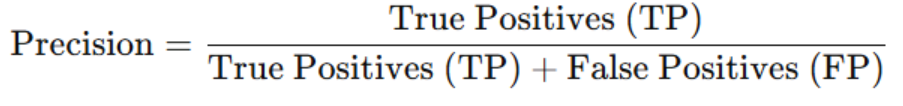 Precision = True Positives (TP) / True Positives (TP) + False Positives (FP)